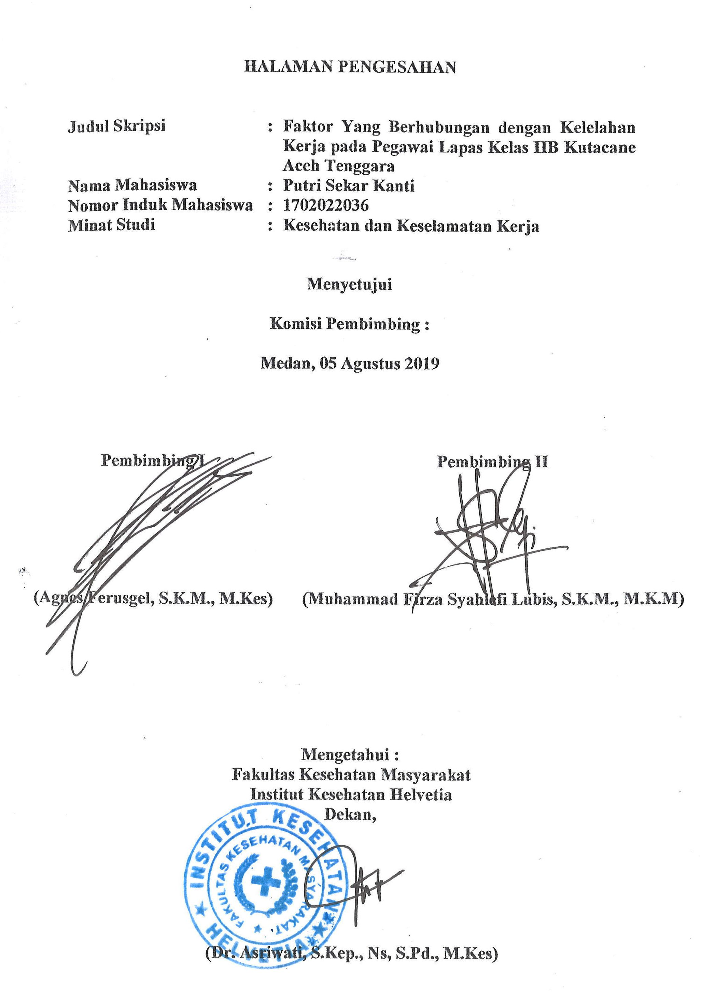 HALAMAN PENGESAHAN
Judul Skripsi : Faktor Yang Berhubungan dengan Kelelahan
Kerja pada Pegawai Lapas Kelas IIB Kutacane
Aceh Tenggara
Nama Mahasiswa : Putri Sekar Kanti
Nomor Induk Mahasiswa : 1702022036
Minat Studi : Kesehatan dan Keselamatan Kerja
Menyetujui
Komisi Pembimbing :
Medan, 05 Agustus 2019
Pembimbing I
Pembimbing II
(Agnes Ferusgel, S.K.M., M.Kes)
(Muhammad Firza Syahlefi Lubis, S.K.M., M.K.M)
Mengetahui :
Fakultas Kesehatan Masyarakat
Institut Kesehatan Helvetia
Dekan,
INSTITUT KESEHATAN
HELVETIA
FAKULTAS KESEHATAN MASYARAKAT
(Dr. Asriwati, S.Kep., Ns, S.Pd., M.Kes)